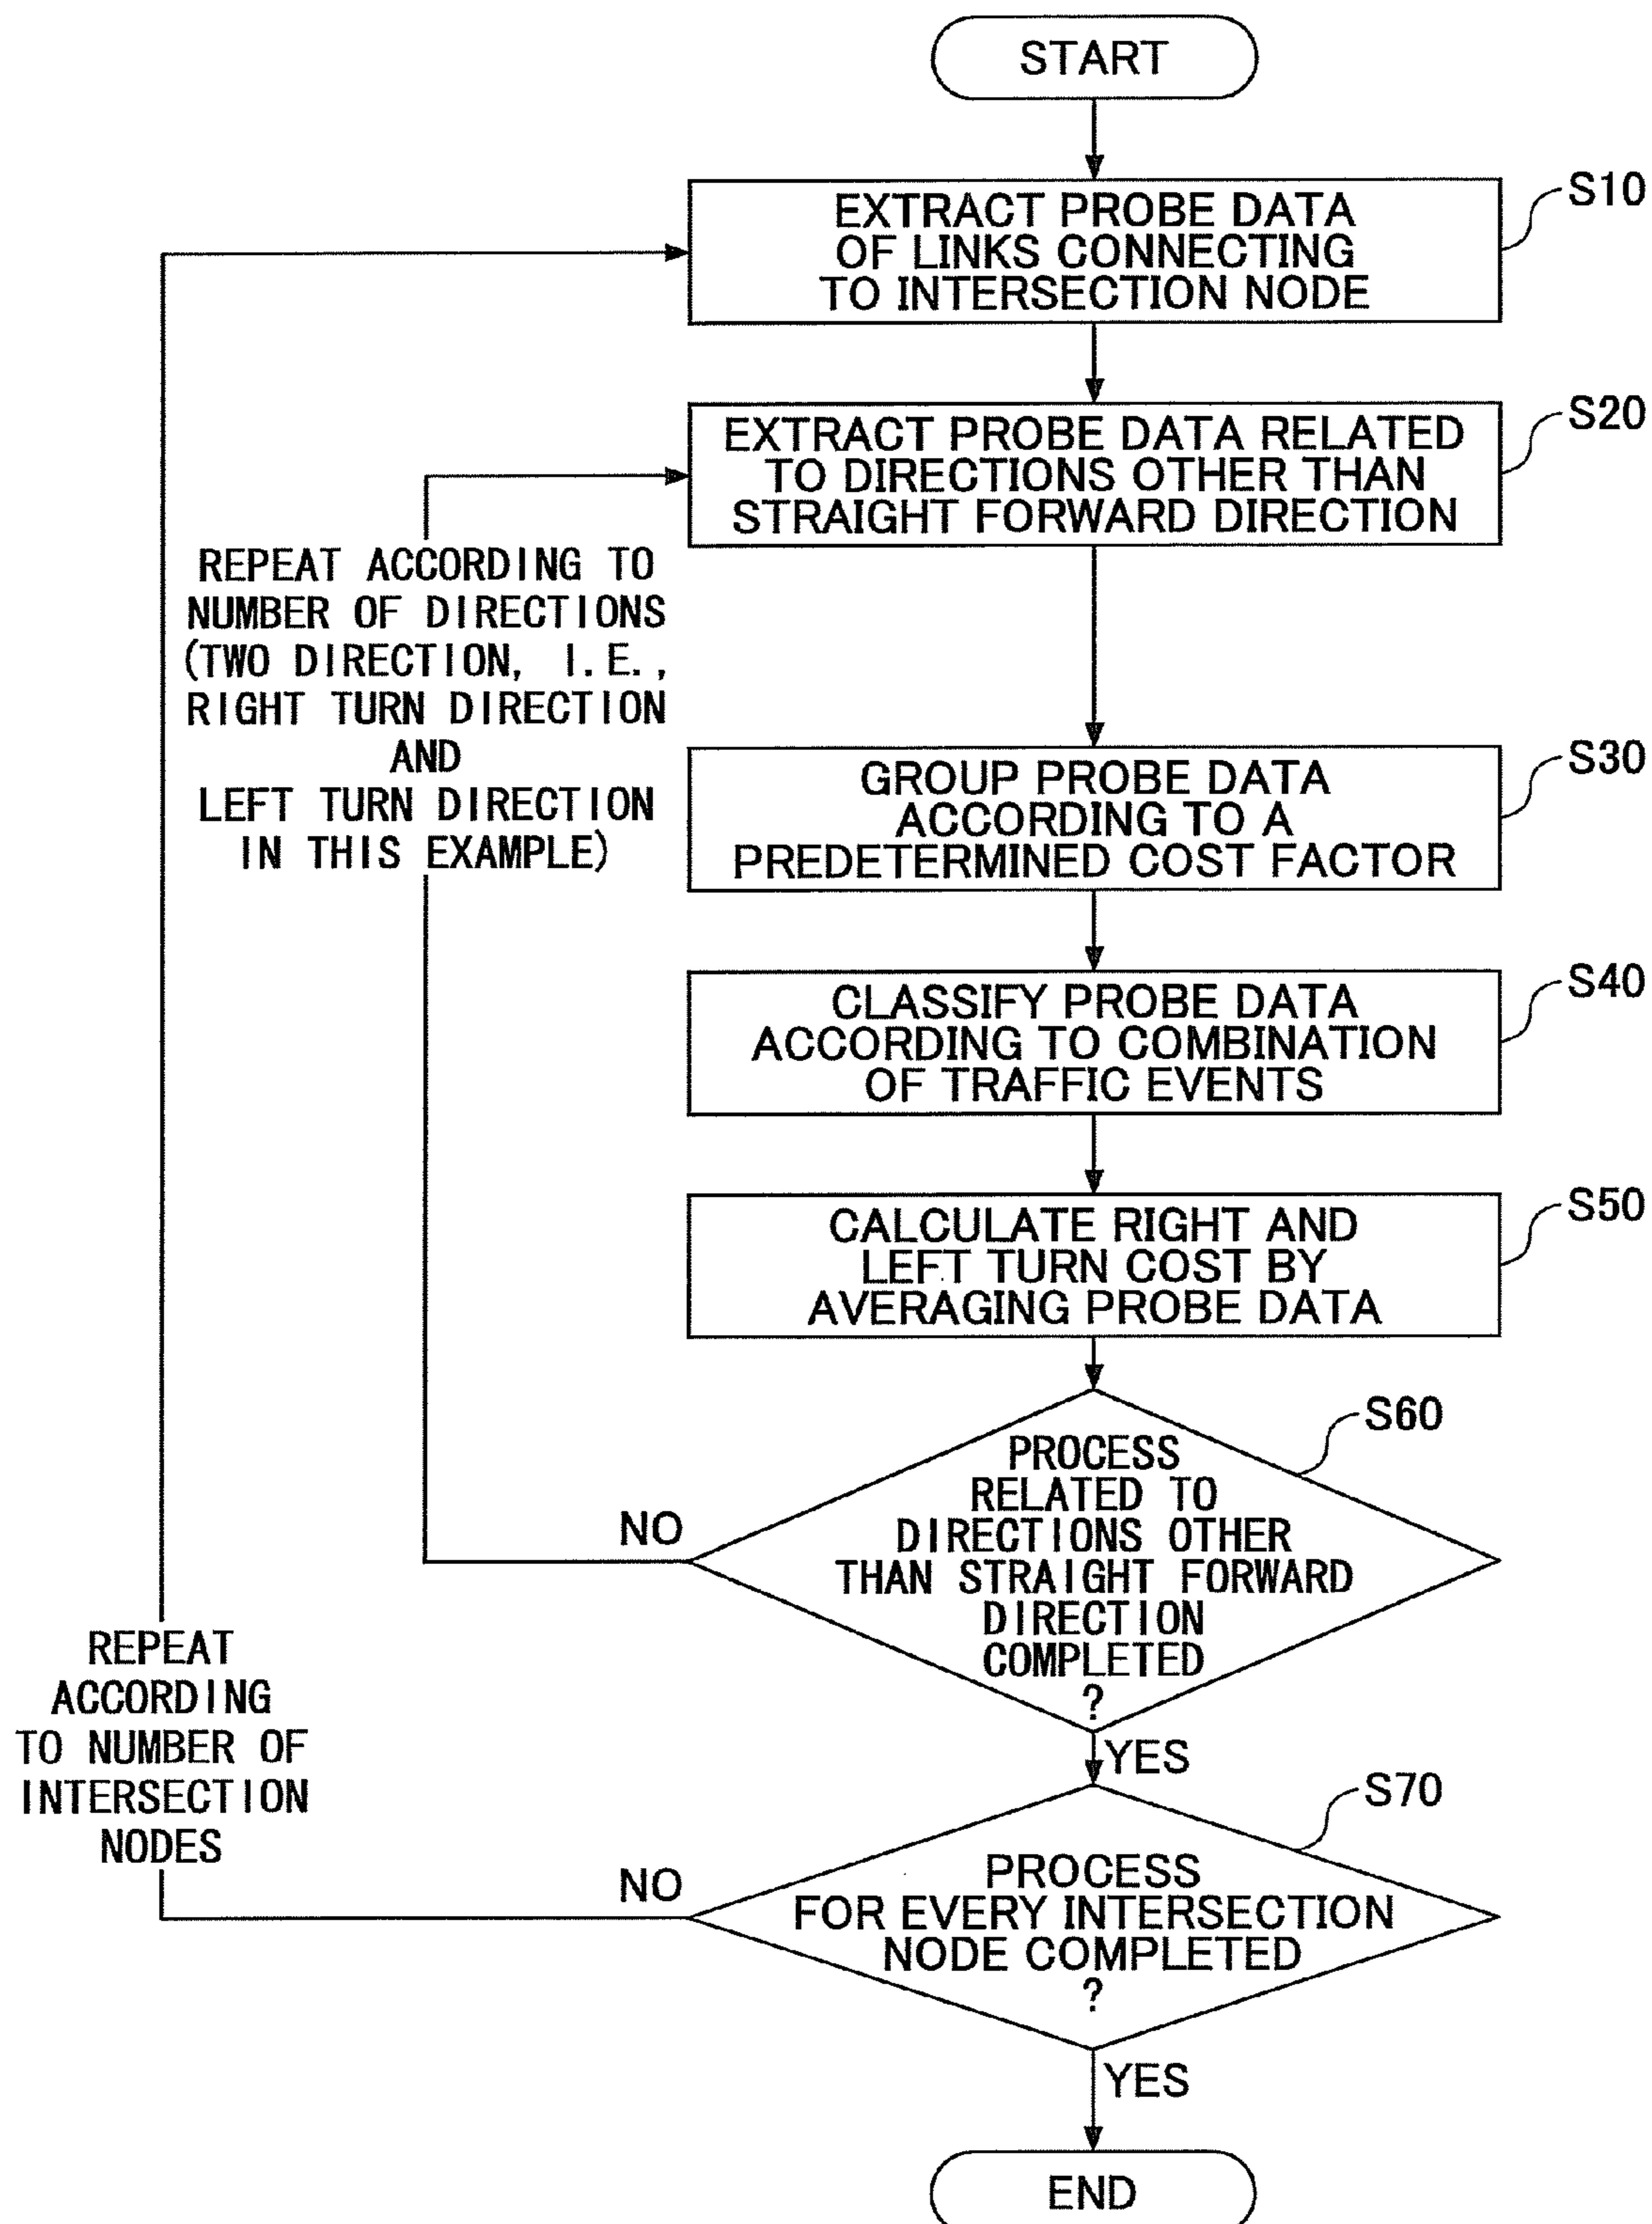 START
EXTRACT PROBE DATA
OF LINKS CONNECTING
TO INTERSECTION NODE
S10
EXTRACT PROBE DATA RELATED
TO DIRECTIONS OTHER THAN
STRAIGHT FORWARD DIRECTION
S20
REPEAT ACCORDING TO
NUMBER OF DIRECTIONS
(TWO DIRECTION, I.E.,
RIGHT TURN DIRECTION
AND
LEFT TURN DIRECTION
IN THIS EXAMPLE)
GROUP PROBE DATA
ACCORDING TO A
PREDETERMINED COST FACTOR
S30
CLASSIFY PROBE DATA
ACCORDING TO COMBINATION
OF TRAFFIC EVENTS
S40
CALCULATE RIGHT AND
LEFT TURN COST BY
AVERAGING PROBE DATA
S50
PROCESS
RELATED TO
DIRECTIONS OTHER
THAN STRAIGHT FORWARD
DIRECTION
COMPLETED
?
S60
NO
YES
REPEAT
ACCORDING
TO NUMBER OF
INTERSECTION
NODES
PROCESS
FOR EVERY INTERSECTION
NODE COMPLETED
?
S70
NO
YES
END